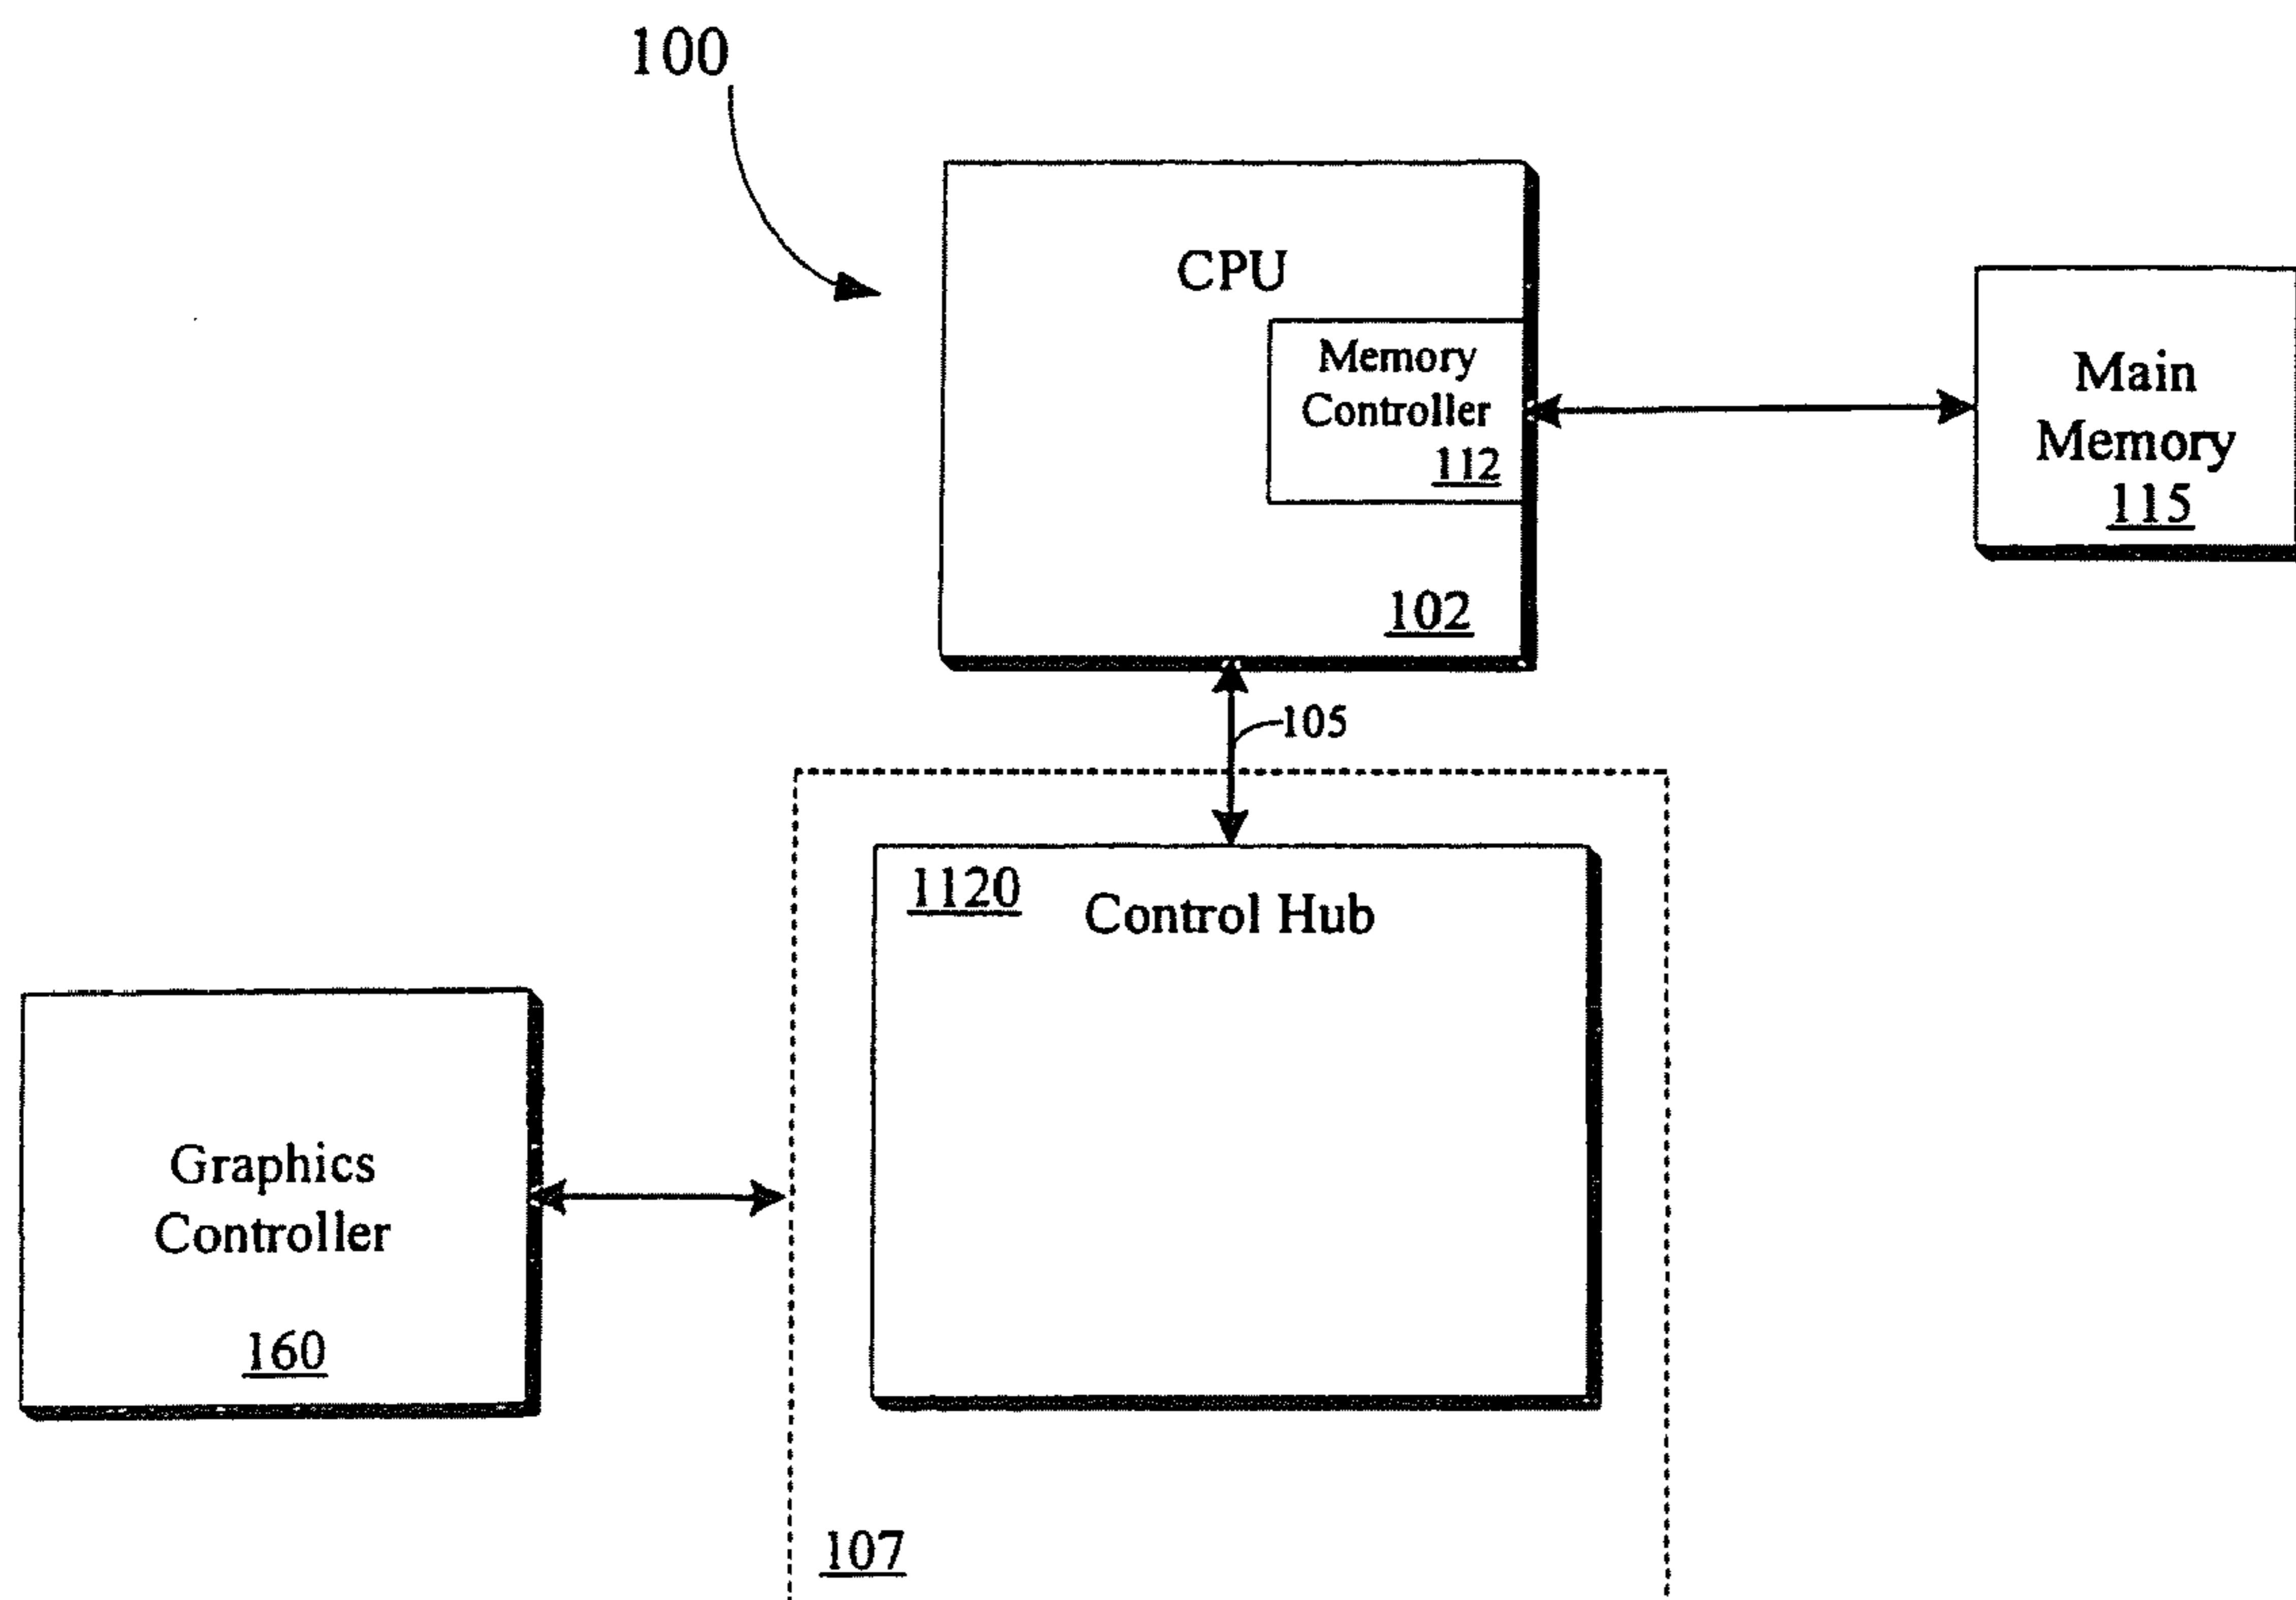 100
CPU
Memory
Controller
112
102
Main
Memory
115
105
1120
Control Hub
Graphics
Controller
160
107